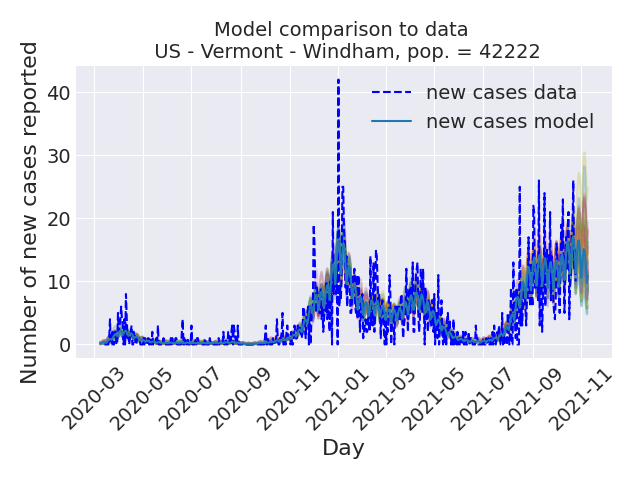 Model comparison to data
US - Vermont - Windham, pop. = 42222
Number of new cases reported
40
30
20
10
0
new cases data
new cases model
2020-03
2020-05
2020-07
2020-09
2020-11
2021-01
2021-03
2021-05
2021-07
2021-09
2021-11
Day